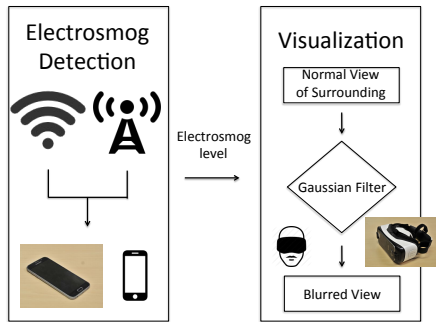 Electrosmog
Detection
Electrosmog
level
Visualization
Normal View
of Surrounding
Gaussian Filter
Blurred View